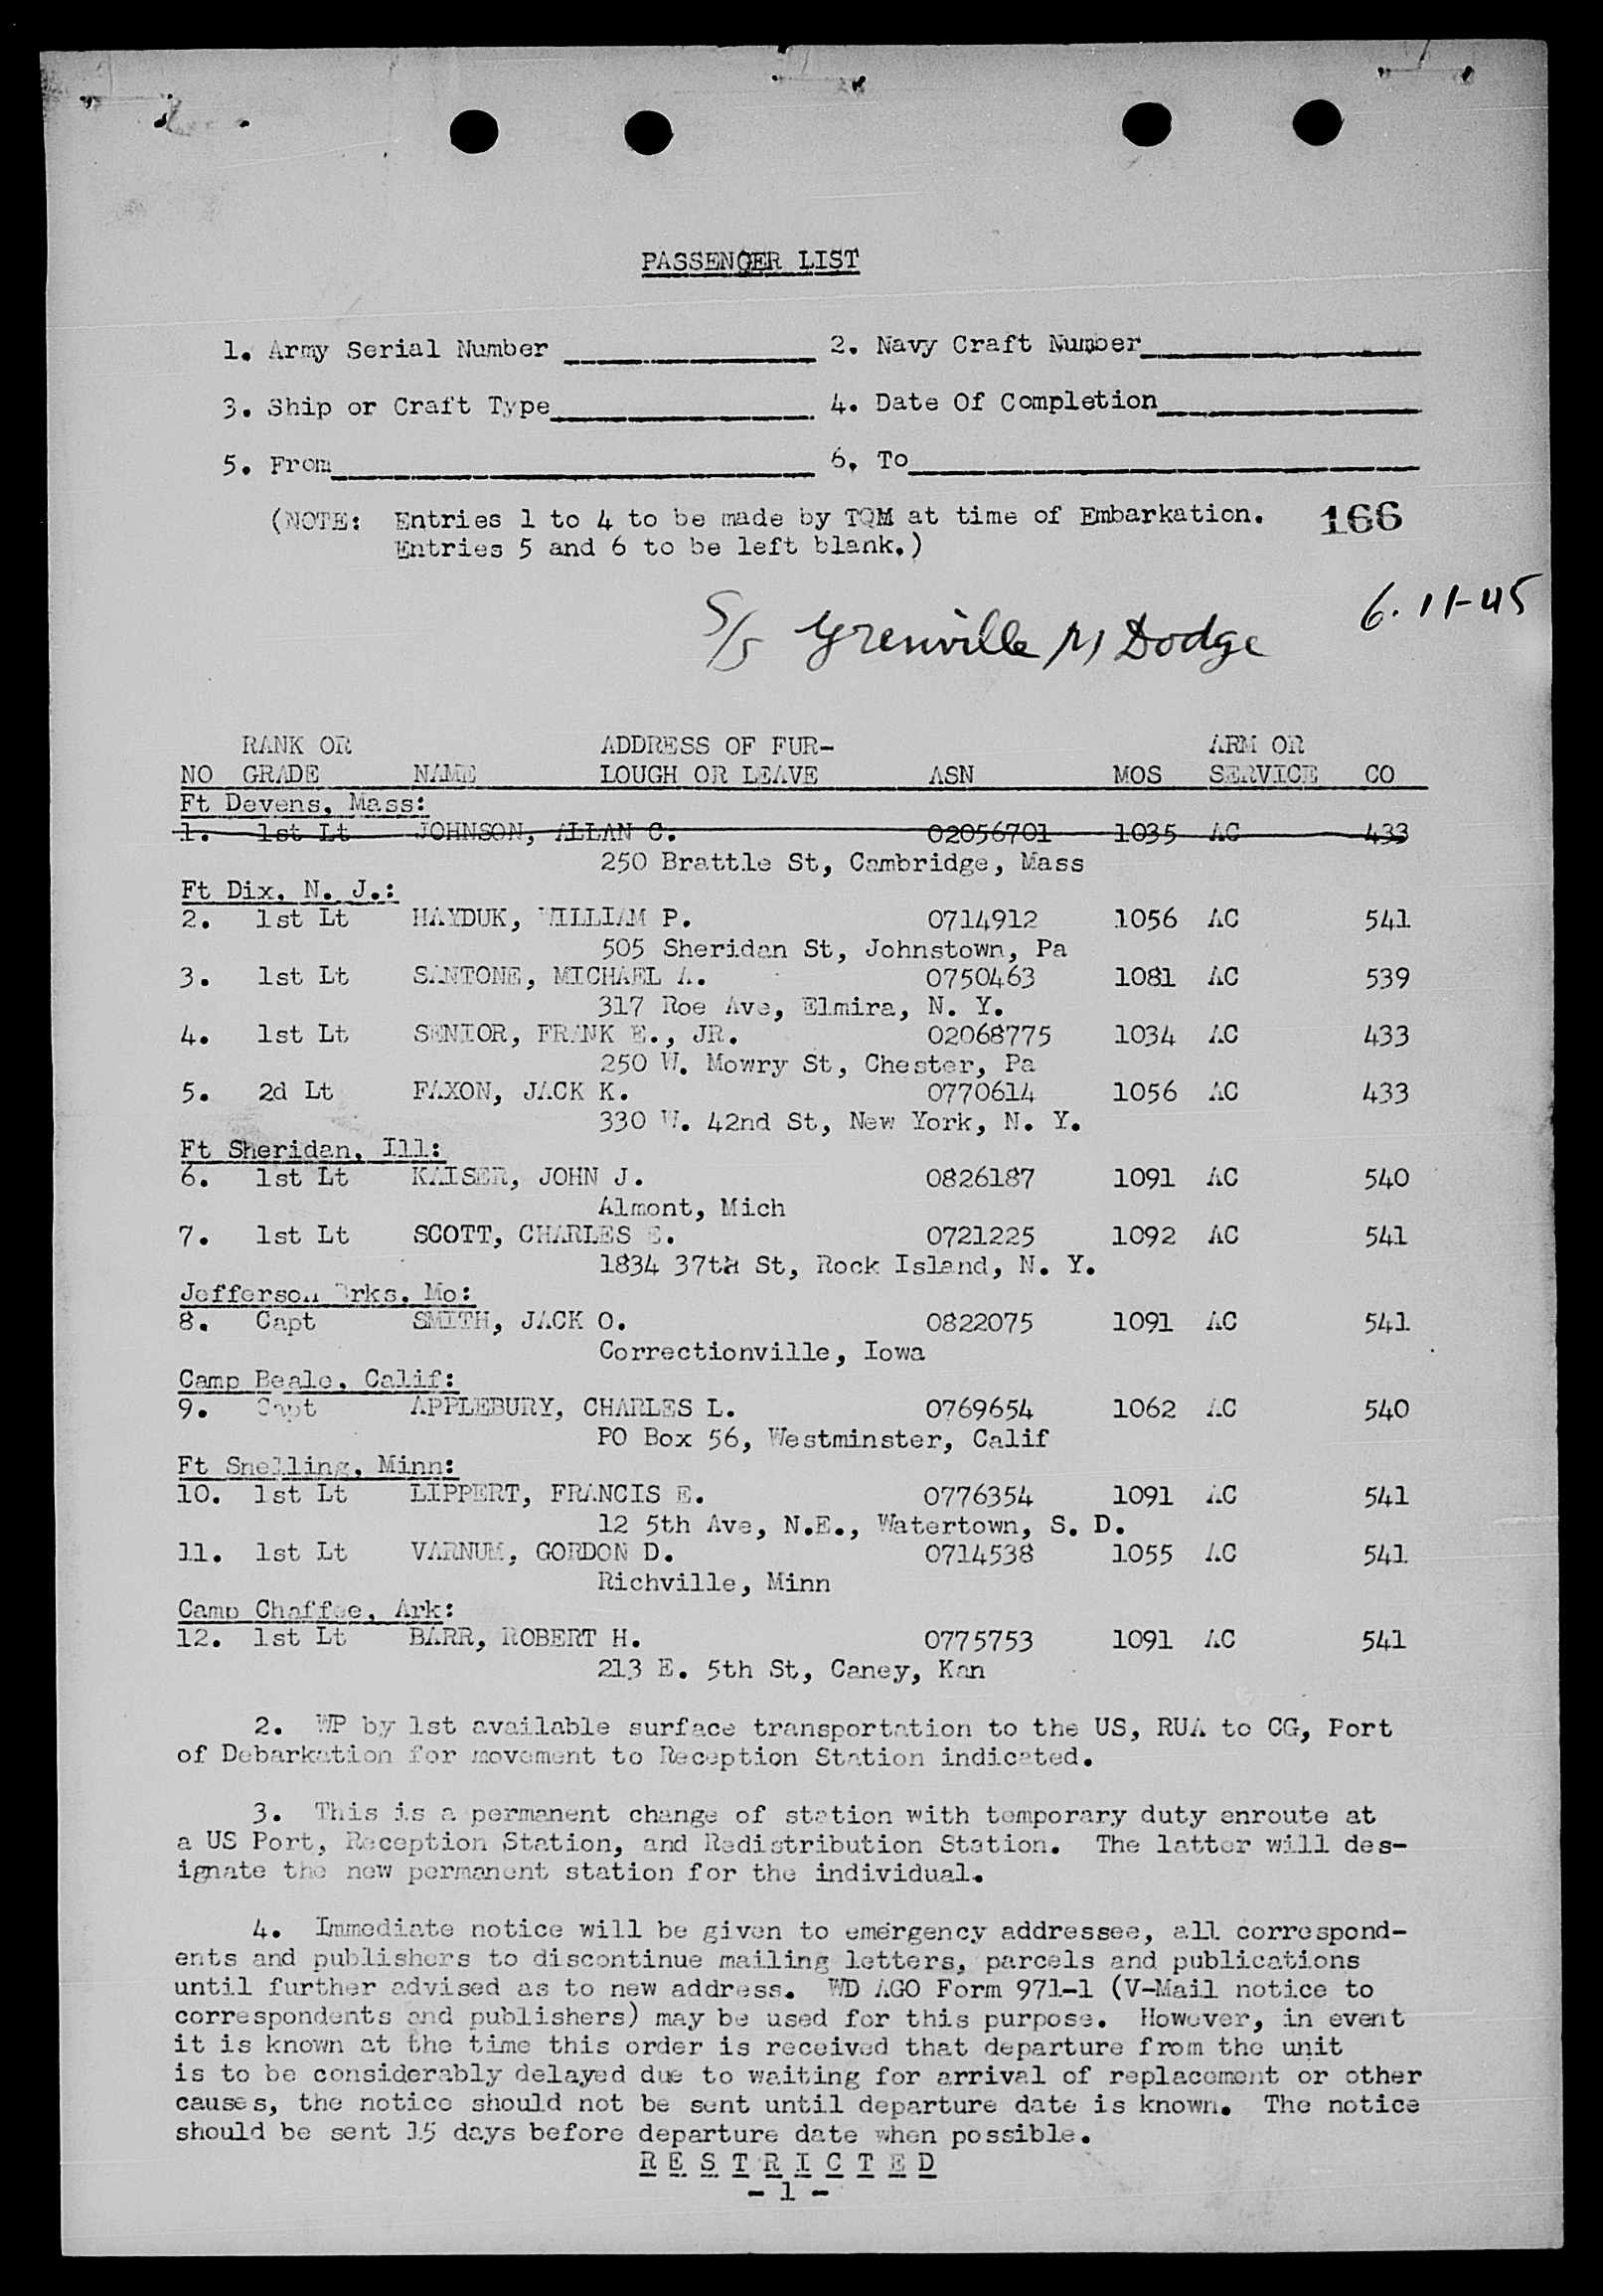 PASSENGER LIST
1. Army Serial Number ____________ 2. Navy Craft Number____________
3. Ship or Craft Type____________ 4. Date Of Completion____________
5. From____________ 6. To____________
(NOTE: Entries 1 to 4 to be made by TQM at time of Embarkation. 166
Entries 5 and 6 to be left blank.)
6-11-45
S/S Grenville M Dodge
RANK OR ADDRESS OF FUR- ARM OR
NO GRADE NAME LOUGH OR LEAVE ASN MOS SERVICE CO
Ft Devens, Mass:
1. 1st Lt JOHNSON, ALLAN C. 02056701 1035 AC 433
250 Brattle St, Cambridge, Mass
Ft Dix, N. J.:
2. 1st Lt HAYDUK, WILLIAM P. 0714912 1056 AC 541
505 Sheridan St, Johnstown, Pa
3. 1st Lt SANTONE, MICHAEL A. 0750463 1081 AC 539
317 Roe Ave, Elmira, N. Y.
4. 1st Lt SENIOR, FRANK E., JR. 02068775 1034 AC 433
250 W. Mowry St, Chester, Pa
5. 2d Lt FAXON, JACK K. 0770614 1056 AC 433
330 W. 42nd St, New York, N. Y.
Ft Sheridan, Ill:
6. 1st Lt KAISER, JOHN J. 0826187 1091 AC 540
Almont, Mich
7. 1st Lt SCOTT, CHARLES 0721225 1092 AC 541
1834 37th St, Rock Island, N. Y.
Jefferson Brks. Mo:
8. Capt SMITH, JACK O. 0822075 1091 AC 541
Correctionville, Iowa
Camp Beale, Calif:
9. Capt APPLEBURY, CHARLES L. 0769654 1062 AC 540
PO Box 56, Westminster, Calif
Ft Snelling, Minn:
10. 1st Lt LIPPERT, FRANCIS E. 0776354 1091 AC 541
12 5th Ave, N.E., Watertown, S. D.
11. 1st Lt VARNUM, GORDON D. 0714538 1055 AC 541
Richville, Minn
Camp Chaffee, Ark:
12. 1st Lt BARR, ROBERT H. 0775753 1091 AC 541
213 E. 5th St, Caney, Kan
2. WP by 1st available surface transportation to the US, RUA to CG, Port
of Debarkation for movement to Reception Station indicated.
3. This is a permanent change of station with temporary duty enroute at
a US Port, Reception Station, and Redistribution Station. The latter will des-
ignate the new permanent station for the individual.
4. Immediate notice will be given to emergency addressee, all correspond-
ents and publishers to discontinue mailing letters, parcels and publications
until further advised as to new address. WD AGO Form 971-1 (V-Mail notice to
correspondents and publishers) may be used for this purpose. However, in event
it is known at the time this order is received that departure from the unit
is to be considerably delayed due to waiting for arrival of replacement or other
causes, the notice should not be sent until departure date is known. The notice
should be sent 15 days before departure date when possible.
R E S T R I C T E D
- 1 -